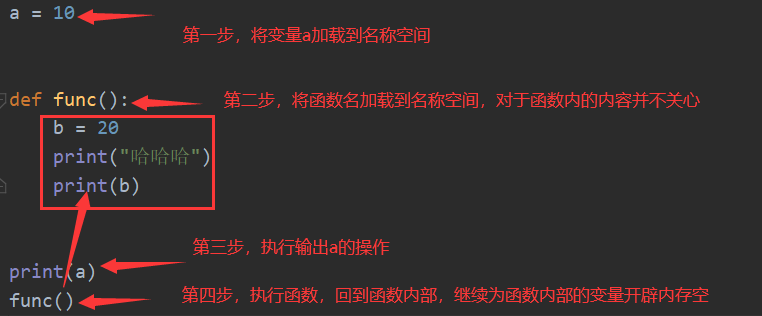 a = 10
第一步，将变量a加载到名称空间
def func():
第二步，将函数名加载到名称空间，对于函数内的内容并不关心
b = 20
print("哈哈哈")
print(b)
第三步，执行输出a的操作
print(a)
func()
第四步，执行函数，回到函数内部，继续为函数内部的变量开辟内存空